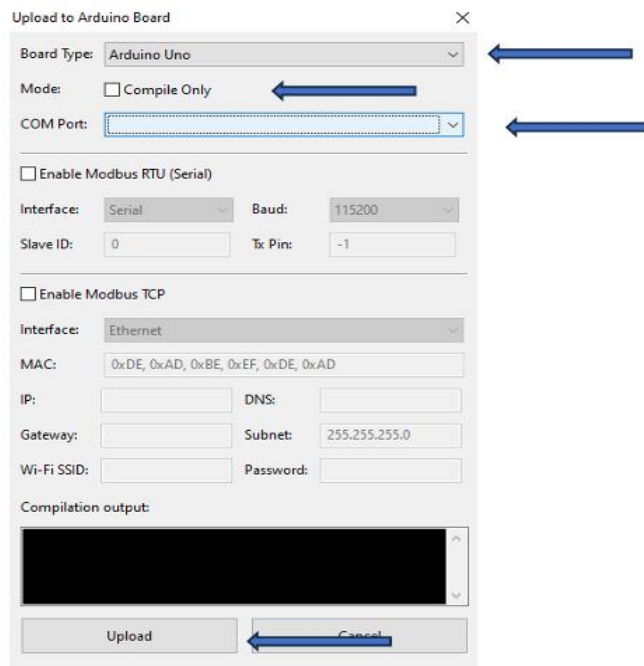 Upload to Arduino Board
Board Type: Arduino Uno
Mode: Compile Only
COM Port:
Enable Modbus RTU (Serial)
Interface: Serial Baud: 115200
Slave ID: 0 Tx Pin: -1
Enable Modbus TCP
Interface: Ethernet
MAC: 0xDE, 0xAD, 0xBE, 0xEF, 0xDE, 0xAD
IP: DNS:
Gateway: Subnet: 255.255.255.0
Wi-Fi SSID: Password:
Compilation output:
Upload Cancel